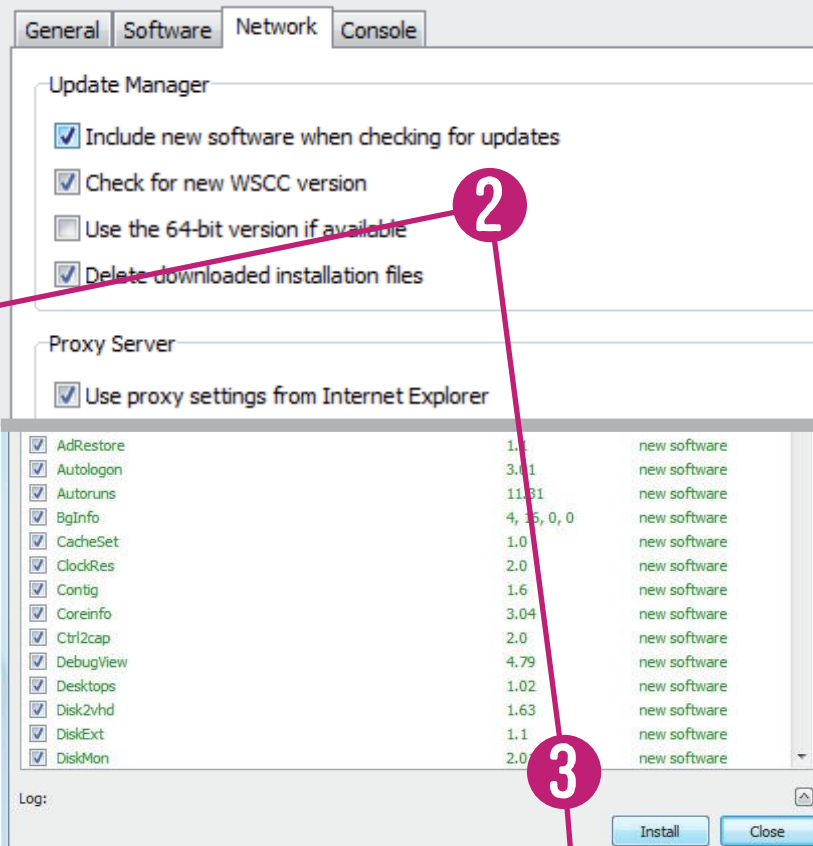 General Software Network Console
Update Manager
Include new software when checking for updates
Check for new WSCC version
2
Use the 64-bit version if available
Delete downloaded installation files
Proxy Server
Use proxy settings from Internet Explorer
AdRestore 1.1 new software
Autologon 3.01 new software
Autoruns 11.31 new software
BgInfo 4, 16, 0, 0 new software
CacheSet 1.0 new software
ClockRes 2.0 new software
Contig 1.6 new software
Coreinfo 3.04 new software
Ctrl2cap 2.0 new software
DebugView 4.79 new software
Desktops 1.02 new software
Disk2vhd 1.63 new software
DiskExt 1.1 new software
DiskMon new software
3
Log:
Install Close